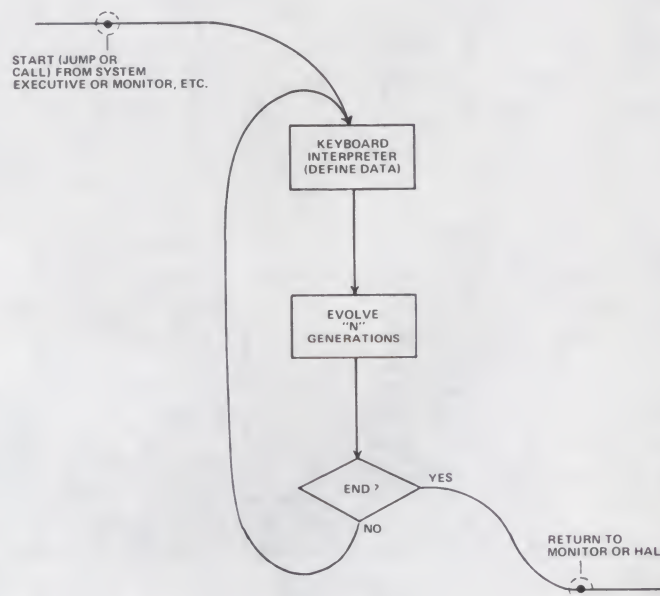 START (JUMP OR
CALL) FROM SYSTEM
EXECUTIVE OR MONITOR, ETC.
KEYBOARD
INTERPRETER
(DEFINE DATA)
EVOLVE
"N"
GENERATIONS
END ?
YES
NO
RETURN TO
MONITOR OR HAL